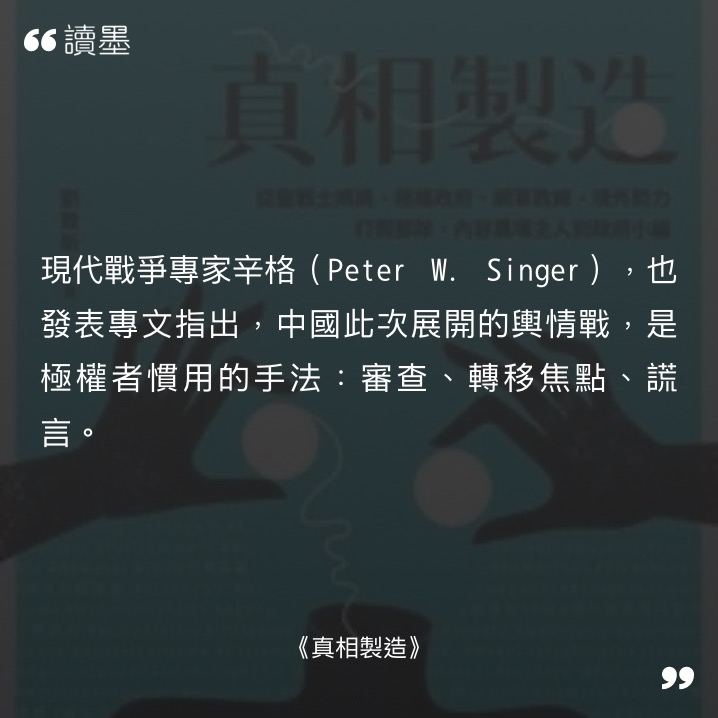 讀墨
真相製造
現代戰爭專家辛格（Peter W. Singer），也
發表專文指出，中國此次展開的輿情戰，是
極權者慣用的手法：審查、轉移焦點、謊
言。
《真相製造》